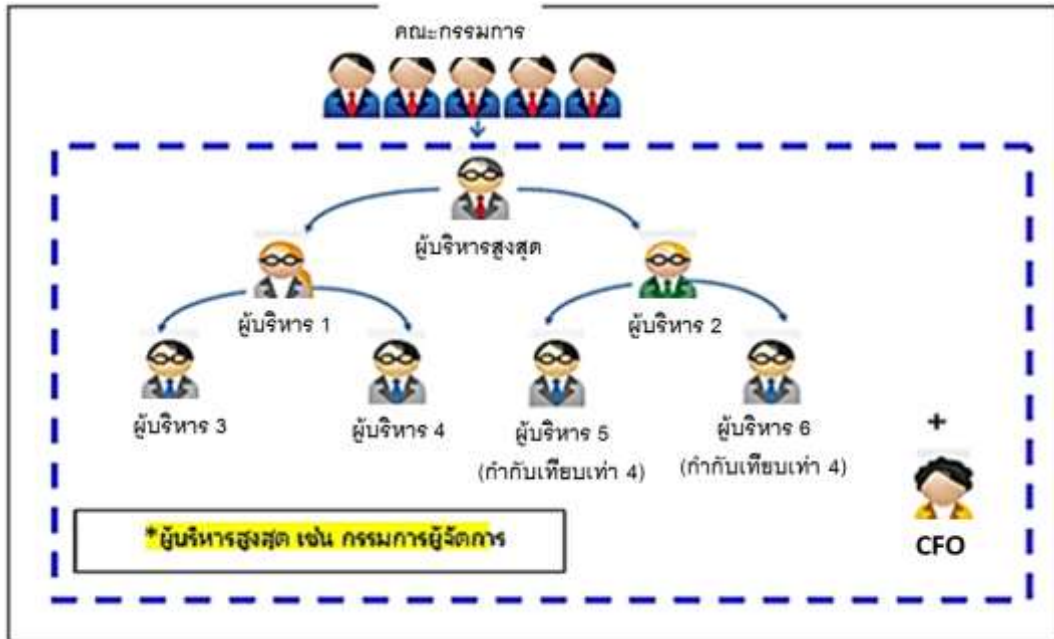 คณะกรรมการ
ผู้บริหารสูงสุด
ผู้บริหาร 1
ผู้บริหาร 2
ผู้บริหาร 3
ผู้บริหาร 4
ผู้บริหาร 5
(กำกับเทียบเท่า 4)
ผู้บริหาร 6
(กำกับเทียบเท่า 4)
+
CFO
*ผู้บริหารสูงสุด เช่น กรรมการผู้จัดการ